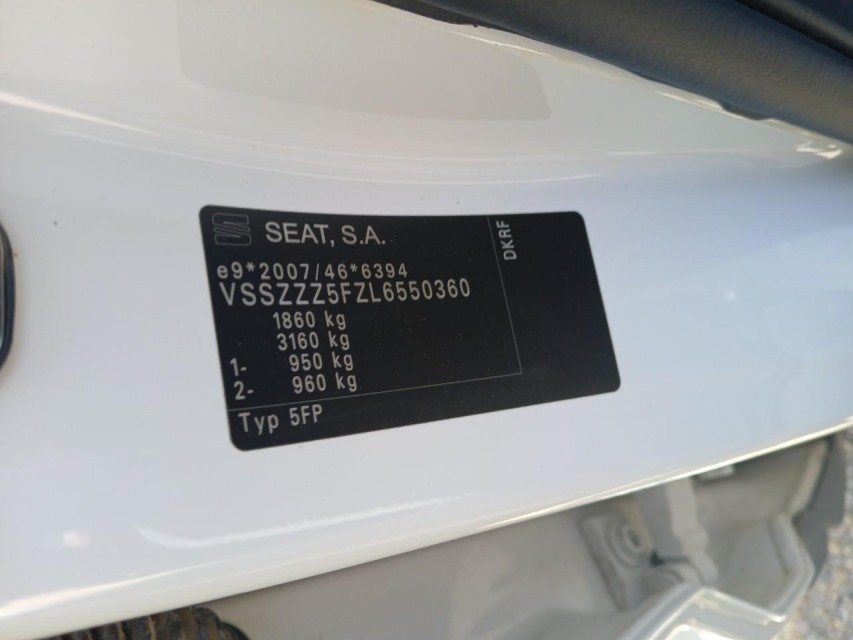 SEAT, S.A.
DKRF
e9*2007/46*6394
VSSZZZ5FZL6550360
1860 kg
3160 kg
1- 950 kg
2- 960 kg
Typ 5FP